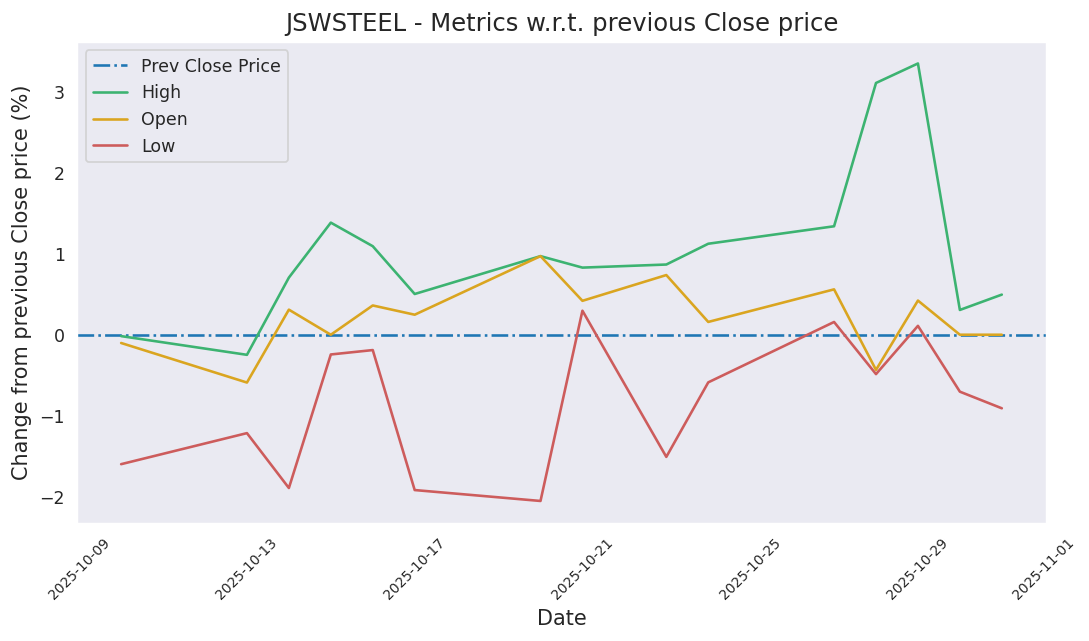 JSWSTEEL - Metrics w.r.t. previous Close price
Prev Close Price
High
Open
Low
Change from previous Close price (%)
3
2
1
0
−1
−2
2025-10-09
2025-10-13
2025-10-17
2025-10-21
2025-10-25
2025-10-29
2025-11-01
Date